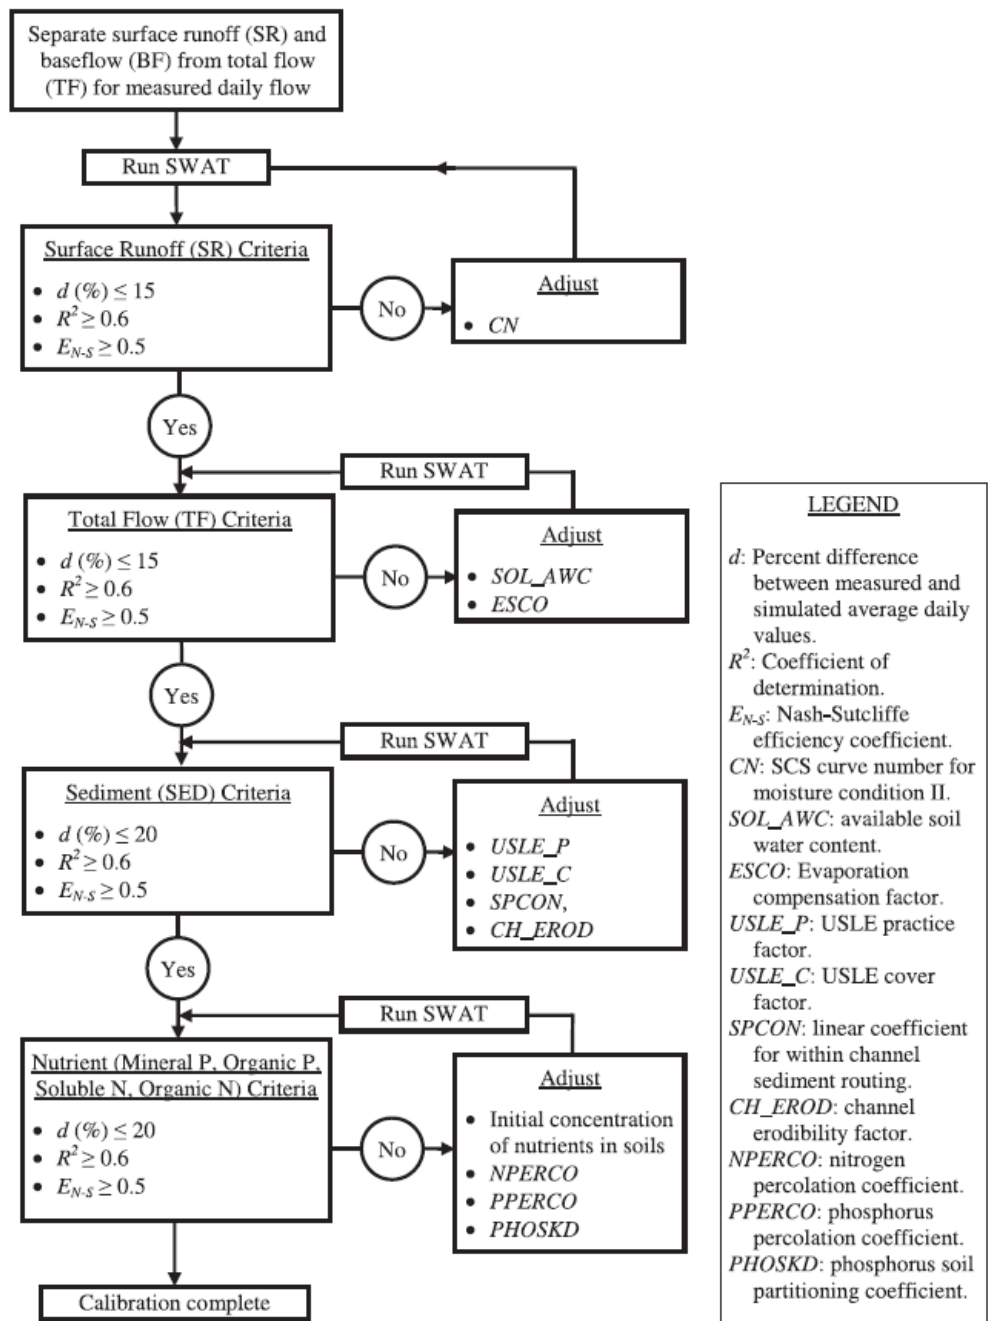 Separate surface runoff (SR) and
baseflow (BF) from total flow
(TF) for measured daily flow
Run SWAT
Surface Runoff (SR) Criteria
• d (%) ≤ 15
• R² ≥ 0.6
• E_N-S ≥ 0.5
No
Adjust
• CN
Yes
Run SWAT
Total Flow (TF) Criteria
• d (%) ≤ 15
• R² ≥ 0.6
• E_N-S ≥ 0.5
No
Adjust
• SOL_AWC
• ESCO
Yes
Run SWAT
Sediment (SED) Criteria
• d (%) ≤ 20
• R² ≥ 0.6
• E_N-S ≥ 0.5
No
Adjust
• USLE_P
• USLE_C
• SPCON,
• CH_EROD
Yes
Run SWAT
Nutrient (Mineral P, Organic P,
Soluble N, Organic N) Criteria
• d (%) ≤ 20
• R² ≥ 0.6
• E_N-S ≥ 0.5
No
Adjust
• Initial concentration
of nutrients in soils
• NPERCO
• PPERCO
• PHOSKD
Calibration complete
LEGEND
d: Percent difference
between measured and
simulated average daily
values.
R²: Coefficient of
determination.
E_N-S: Nash-Sutcliffe
efficiency coefficient.
CN: SCS curve number for
moisture condition II.
SOL_AWC: available soil
water content.
ESCO: Evaporation
compensation factor.
USLE_P: USLE practice
factor.
USLE_C: USLE cover
factor.
SPCON: linear coefficient
for within channel
sediment routing.
CH_EROD: channel
erodibility factor.
NPERCO: nitrogen
percolation coefficient.
PPERCO: phosphorus
percolation coefficient.
PHOSKD: phosphorus soil
partitioning coefficient.